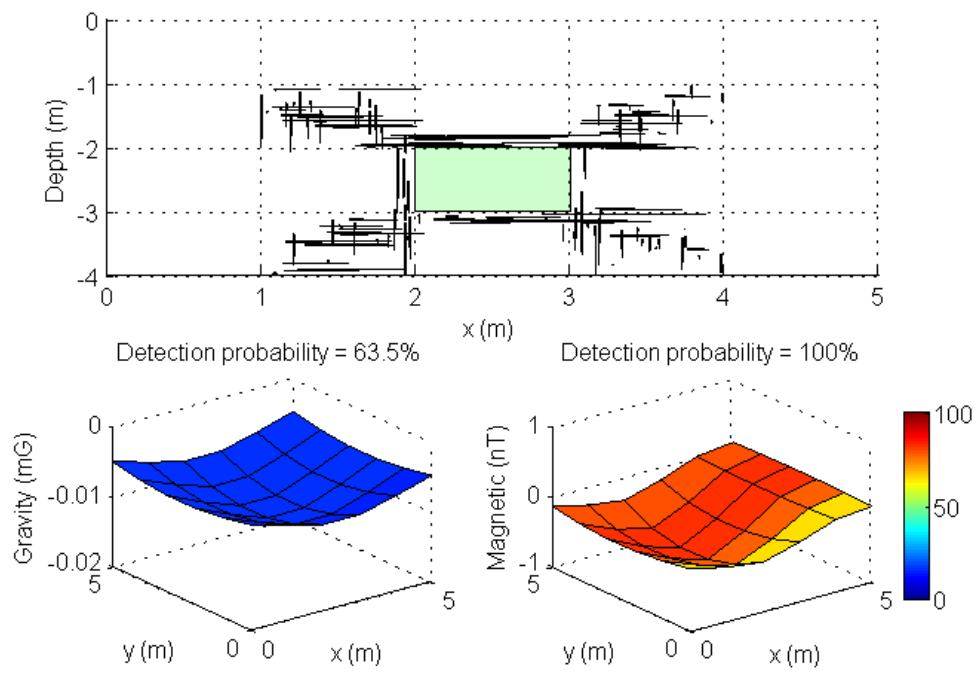 0
-1
-2
-3
-4
Depth (m)
0 1 2 3 4 5
x (m)
Detection probability = 63.5%
0
-0.01
-0.02
Gravity (mG)
5
0 0
5
y (m)
x (m)
Detection probability = 100%
1
0
-1
Magnetic (nT)
5
0 0
5
y (m)
x (m)
100
50
0